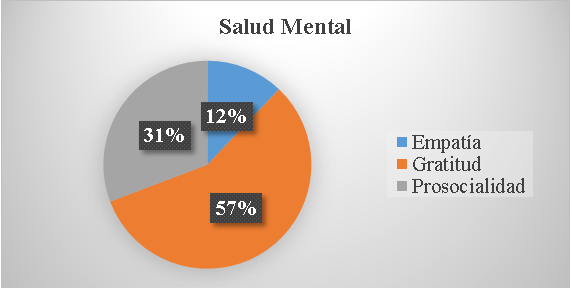 Salud Mental
12%
31%
57%
Empatía
Gratitud
Prosocialidad